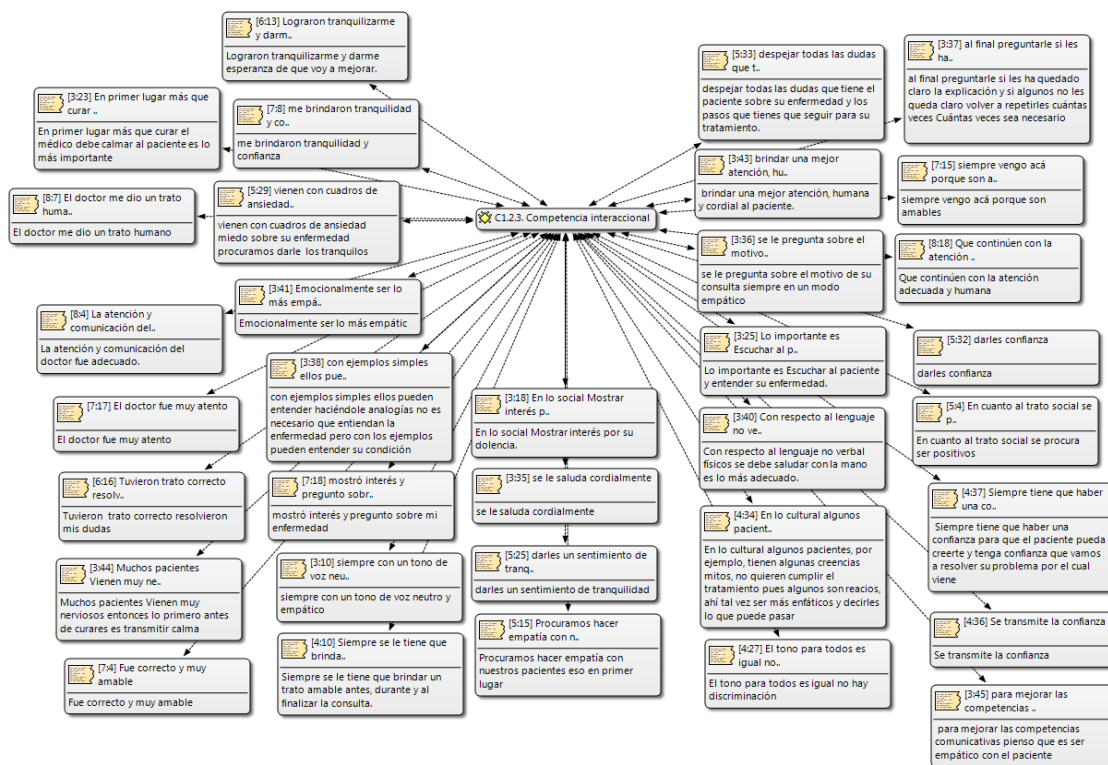 [6:13] Lograron tranquilizarme
y darm..
Lograron tranquilizarme y darme
esperanza de que voy a mejorar.
[3:23] En primer lugar más que
curar ..
En primer lugar más que curar el
médico debe calmar al paciente es lo
más importante
[7:8] me brindaron tranquilidad
y co..
me brindaron tranquilidad y
confianza
[8:7] El doctor me dio un trato
huma..
El doctor me dio un trato humano
[5:29] vienen con cuadros de
ansiedad..
vienen con cuadros de ansiedad
miedo sobre su enfermedad
procuramos darle los tranquilos
[3:41] Emocionalmente ser lo
más empá..
Emocionalmente ser lo más empátic
[8:4] La atención y
comunicación del..
La atención y comunicación del
doctor fue adecuado.
[3:38] con ejemplos simples
ellos pue..
con ejemplos simples ellos pueden
entender haciéndole analogías no es
necesario que entiendan la
enfermedad pero con los ejemplos
pueden entender su condición
[7:17] El doctor fue muy atento
El doctor fue muy atento
[6:16] Tuvieron trato correcto
resolv..
Tuvieron trato correcto resolvieron
mis dudas
[7:18] mostró interés y
pregunto sobr..
mostró interés y pregunto sobre mi
enfermedad
[3:44] Muchos pacientes
Vienen muy ne..
Muchos pacientes Vienen muy
nerviosos entonces lo primero antes
de curares es transmitir calma
[3:10] siempre con un tono de
voz neu..
siempre con un tono de voz neutro y
empático
[7:4] Fue correcto y muy
amable
Fue correcto y muy amable
[4:10] Siempre se le tiene que
brinda..
Siempre se le tiene que brindar un
trato amable antes, durante y al
finalizar la consulta.
C1.2.3. Competencia interaccional
[3:18] En lo social Mostrar
interés p..
En lo social Mostrar interés por su
dolencia.
[3:35] se le saluda cordialmente
se le saluda cordialmente
[5:25] darles un sentimiento de
tranq..
darles un sentimiento de tranquilidad
[5:15] Procuramos hacer
empatía con n..
Procuramos hacer empatía con
nuestros pacientes eso en primer
lugar
[5:33] despejar todas las dudas
que t..
despejar todas las dudas que tiene el
paciente sobre su enfermedad y los
pasos que tienes que seguir para su
tratamiento.
[3:37] al final preguntarle si les
ha..
al final preguntarle si les ha quedado
claro la explicación y si algunos no
les queda claro volver a repetirles cuántas
veces Cuántas veces sea necesario
[3:43] brindar una mejor
atención, hu..
brindar una mejor atención, humana
y cordial al paciente.
[7:15] siempre vengo acá
porque son a..
siempre vengo acá porque son
amables
[3:36] se le pregunta sobre el
motivo..
se le pregunta sobre el motivo de su
consulta siempre en un modo
empático
[8:18] Que continúen con la
atención ..
Que continúen con la atención
adecuada y humana
[3:25] Lo importante es
Escuchar al p..
Lo importante es Escuchar al paciente
y entender su enfermedad.
[5:32] darles confianza
darles confianza
[3:40] Con respecto al lenguaje
no ve..
Con respecto al lenguaje no verbal
físicos se debe saludar con la mano
es lo más adecuado.
[5:4] En cuanto al trato social se
p..
En cuanto al trato social se procura
ser positivos
[4:34] En lo cultural algunos
pacient..
En lo cultural algunos pacientes, por
ejemplo, tienen algunas creencias
mitos, no quieren cumplir el
tratamiento pues algunos son reacios,
ahí tal vez ser más enfáticos y decirles
lo que puede pasar
[4:37] Siempre tiene que haber
una co..
Siempre tiene que haber una
confianza para que el paciente pueda
creerte y tenga confianza que vamos
a resolver su problema por el cual
viene
[4:27] El tono para todos es
igual no..
El tono para todos es igual no hay
discriminación
[4:36] Se transmite la confianza
Se transmite la confianza
[3:45] para mejorar las
competencias ..
para mejorar las competencias
comunicativas pienso que es ser
empático con el paciente